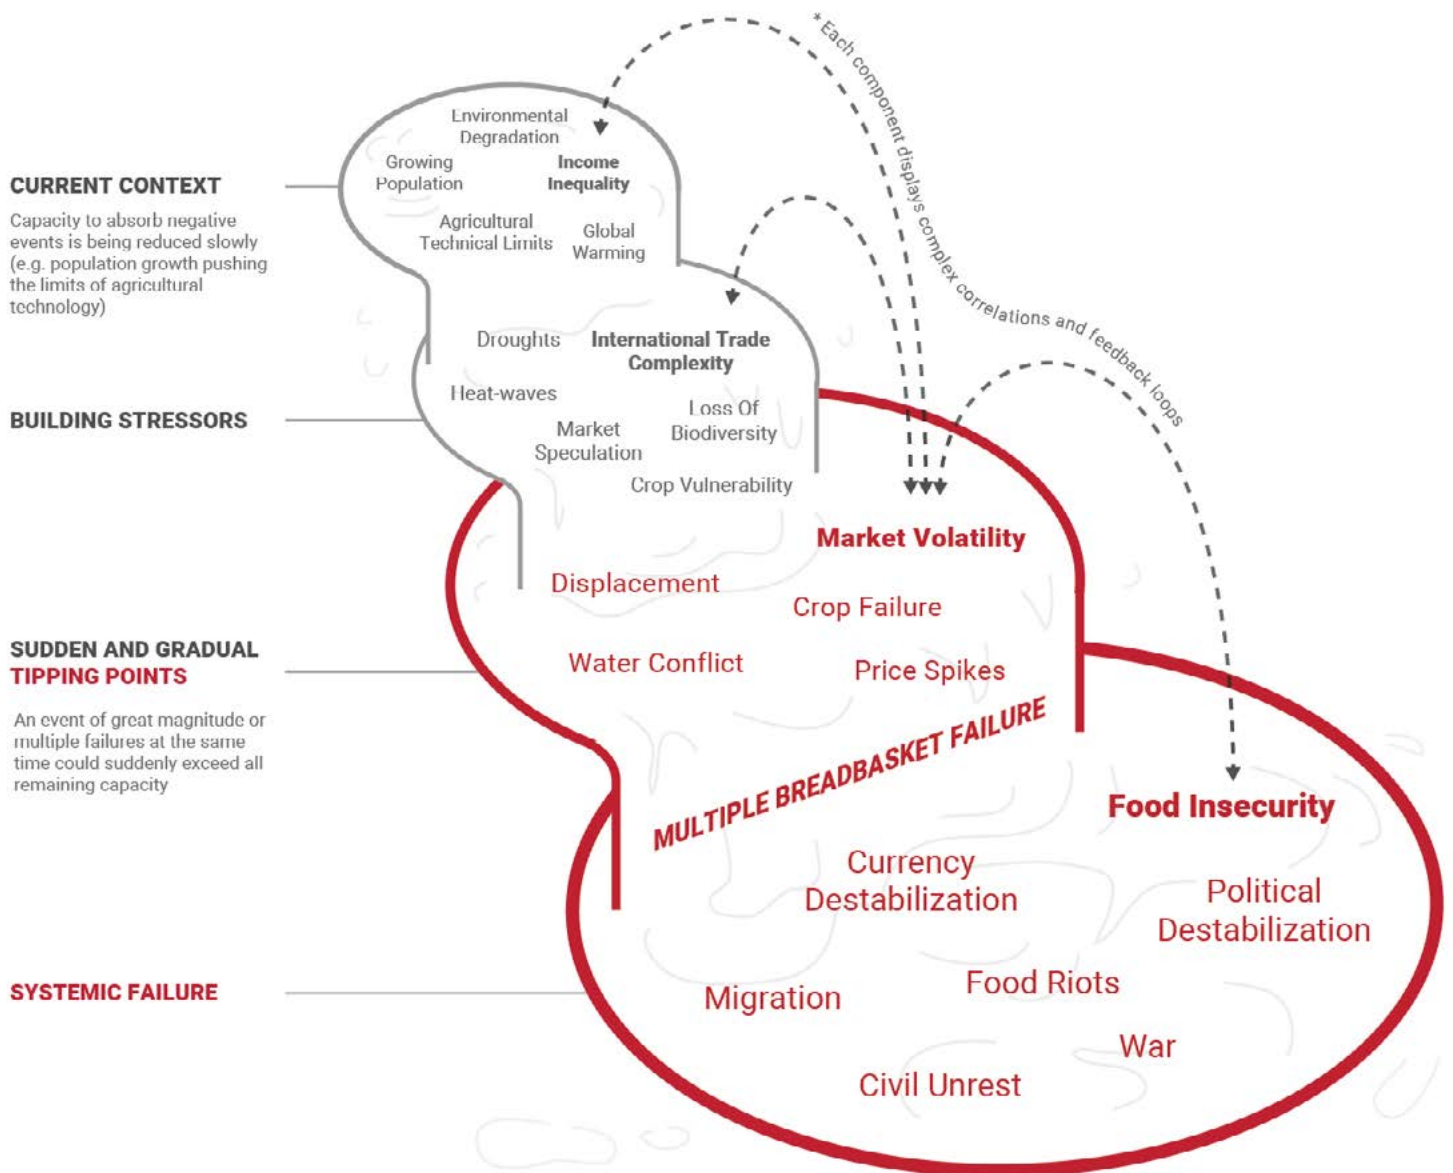 * Each component displays complex correlations and feedback loops
Environmental
Degradation
Growing
Population
Income
Inequality
Agricultural
Technical Limits
Global
Warming
CURRENT CONTEXT
Capacity to absorb negative
events is being reduced slowly
(e.g. population growth pushing
the limits of agricultural
technology)
Droughts
International Trade
Complexity
Heat-waves
Loss Of
Biodiversity
Market
Speculation
Crop Vulnerability
BUILDING STRESSORS
Market Volatility
Displacement
Crop Failure
Water Conflict
Price Spikes
SUDDEN AND GRADUAL
TIPPING POINTS
An event of great magnitude or
multiple failures at the same
time could suddenly exceed all
remaining capacity
MULTIPLE BREADBASKET FAILURE
Food Insecurity
Currency
Destabilization
Political
Destabilization
Migration
Food Riots
War
Civil Unrest
SYSTEMIC FAILURE